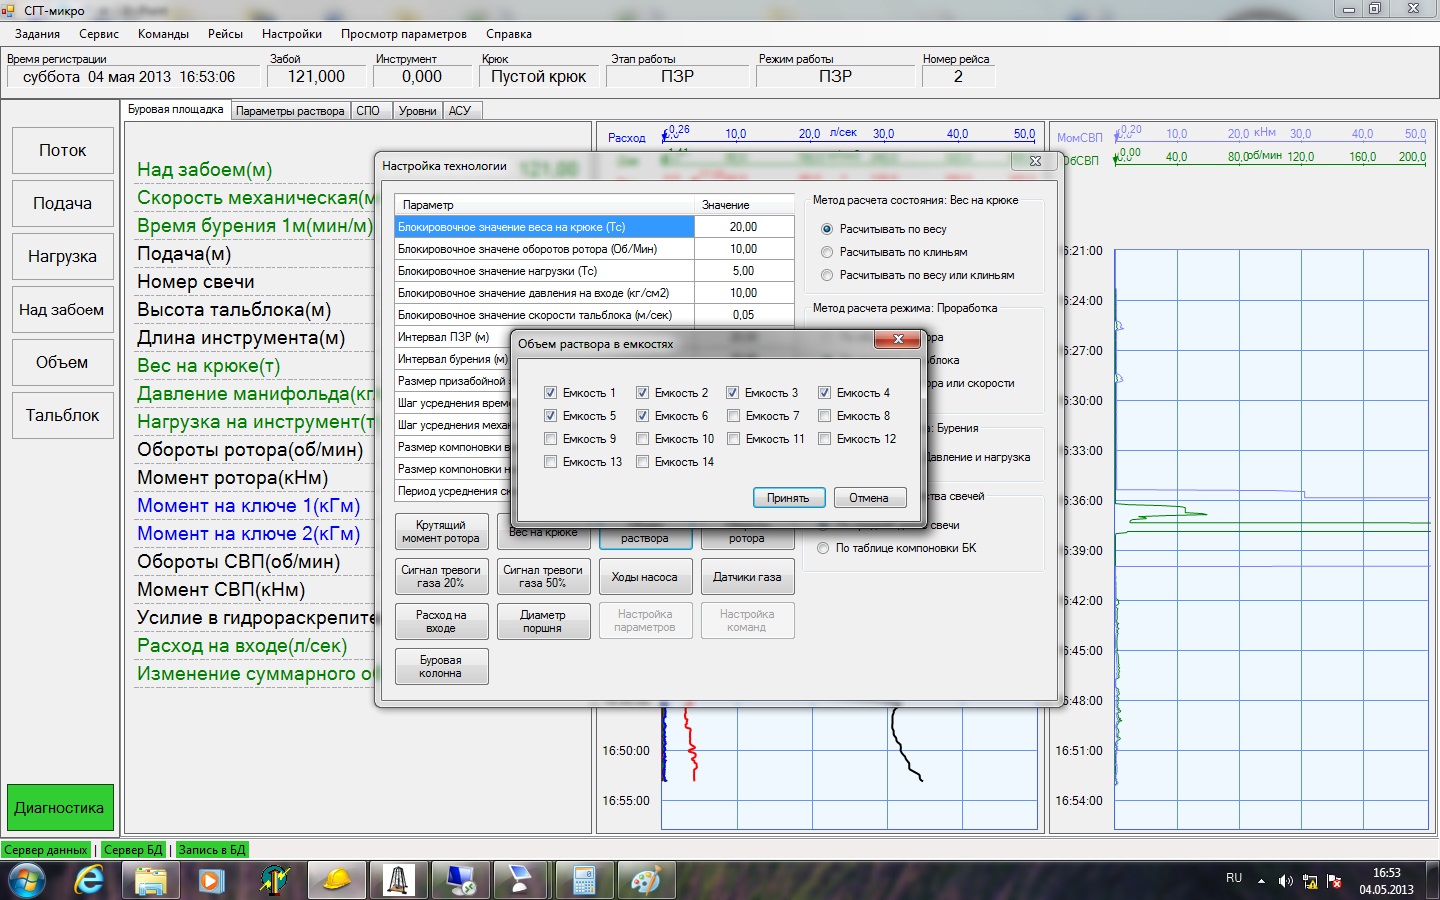 СГТ-микро
Задания Сервис Команды Рейсы Настройки Просмотр параметров Справка
Время регистрации Забой Инструмент Крюк Этап работы Режим работы Номер рейса
суббота 04 мая 2013 16:53:06 121,000 0,000 Пустой крюк ПЗР ПЗР 2
Буровая площадка Параметры раствора СПО Уровни АСУ
Поток
Подача
Нагрузка
Над забоем
Объем
Тальблок
Диагностика
Над забоем(м) 121,00
Скорость механическая(м
Время бурения 1м(мин/м)
Подача(м)
Номер свечи
Высота тальблока(м)
Длина инструмента(м)
Вес на крюке(т)
Давление манифольда(кг
Нагрузка на инструмент(т
Обороты ротора(об/мин)
Момент ротора(кНм)
Момент на ключе 1(кГм)
Момент на ключе 2(кГм)
Обороты СВП(об/мин)
Момент СВП(кНм)
Усилие в гидрораскрепите
Расход на входе(л/сек)
Изменение суммарного об
Расход 0,26 10,0 20,0 л/сек 30,0 40,0 50,0
МомСВП 0,20 10,0 20,0 кНм 30,0 40,0 50,0
ОбСВП 0,00 40,0 80,0 об/мин 120,0 160,0 200,0
Настройка технологии
Параметр Значение
Блокировочное значение веса на крюке (Тс) 20,00
Блокировочное значене оборотов ротора (Об/Мин) 10,00
Блокировочное значение нагрузки (Тс) 5,00
Блокировочное значение давления на входе (кг/см2) 10,00
Блокировочное значение скорости тальблока (м/сек) 0,05
Интервал ПЗР (м)
Интервал бурения (м)
Размер призабойной
Шаг усреднения врем
Шаг усреднения механ
Размер компоновки в
Размер компоновки н
Период усреднения ск
Метод расчета состояния: Вес на крюке
Расчитывать по весу
Расчитывать по клиньям
Расчитывать по весу или клиньям
Метод расчета режима: Проработка
ора
лока
ора или скорости
а: Бурения
Давление и нагрузка
ства свечей
свечи
По таблице компоновки БК
Объем раствора в емкостях
Емкость 1 Емкость 2 Емкость 3 Емкость 4
Емкость 5 Емкость 6 Емкость 7 Емкость 8
Емкость 9 Емкость 10 Емкость 11 Емкость 12
Емкость 13 Емкость 14
Принять Отмена
Крутящий
момент ротора
Вес на крюке
раствора
ротора
Сигнал тревоги
газа 20%
Сигнал тревоги
газа 50%
Ходы насоса
Датчики газа
Расход на
входе
Диаметр
поршня
Настройка
параметров
Настройка
команд
Буровая
колонна
16:50:00
16:55:00
6:21:00
6:24:00
6:27:00
6:30:00
6:33:00
6:36:00
6:39:00
6:42:00
6:45:00
6:48:00
16:51:00
16:54:00
Сервер данных | Сервер БД | Запись в БД
RU
16:53
04.05.2013